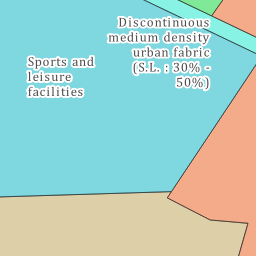 Sports and
leisure
facilities
Discontinuous
medium density
urban fabric
(S.L. : 30% -
50%)